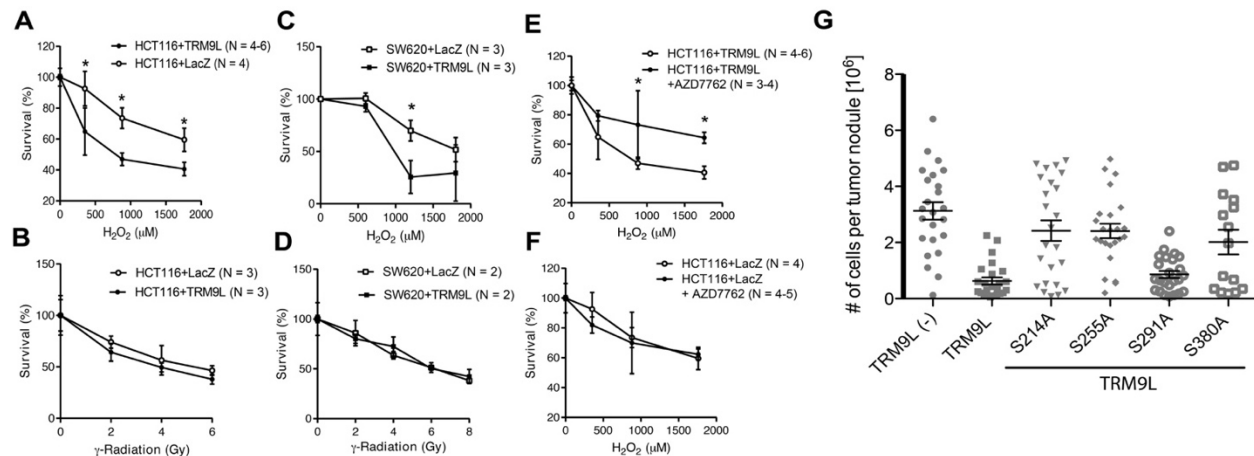 A
HCT116+TRM9L (N = 4-6)
HCT116+LacZ (N = 4)
Survival (%)
120
100
80
60
40
20
*
*
*
0
500
1000
1500
2000
H₂O₂ (µM)
B
HCT116+LacZ (N = 3)
HCT116+TRM9L (N = 3)
Survival (%)
150
100
50
0
0
2
4
6
γ-Radiation (Gy)
C
SW620+LacZ (N = 3)
SW620+TRM9L (N = 3)
Survival (%)
150
100
50
0
*
0
500
1000
1500
2000
H₂O₂ (µM)
D
SW620+LacZ (N = 2)
SW620+TRM9L (N = 2)
Survival (%)
150
100
50
0
0
2
4
6
8
γ-Radiation (Gy)
E
HCT116+TRM9L (N = 4-6)
HCT116+TRM9L
+AZD7762 (N = 3-4)
Survival (%)
120
100
80
60
40
20
*
*
0
500
1000
1500
2000
H₂O₂ (µM)
F
HCT116+LacZ (N = 4)
HCT116+LacZ
+ AZD7762 (N = 4-5)
Survival (%)
120
100
80
60
40
20
0
500
1000
1500
2000
H₂O₂ (µM)
G
# of cells per tumor nodule [10⁶]
8
6
4
2
0
TRM9L (-)
TRM9L
S214A
S255A
S291A
S380A
TRM9L